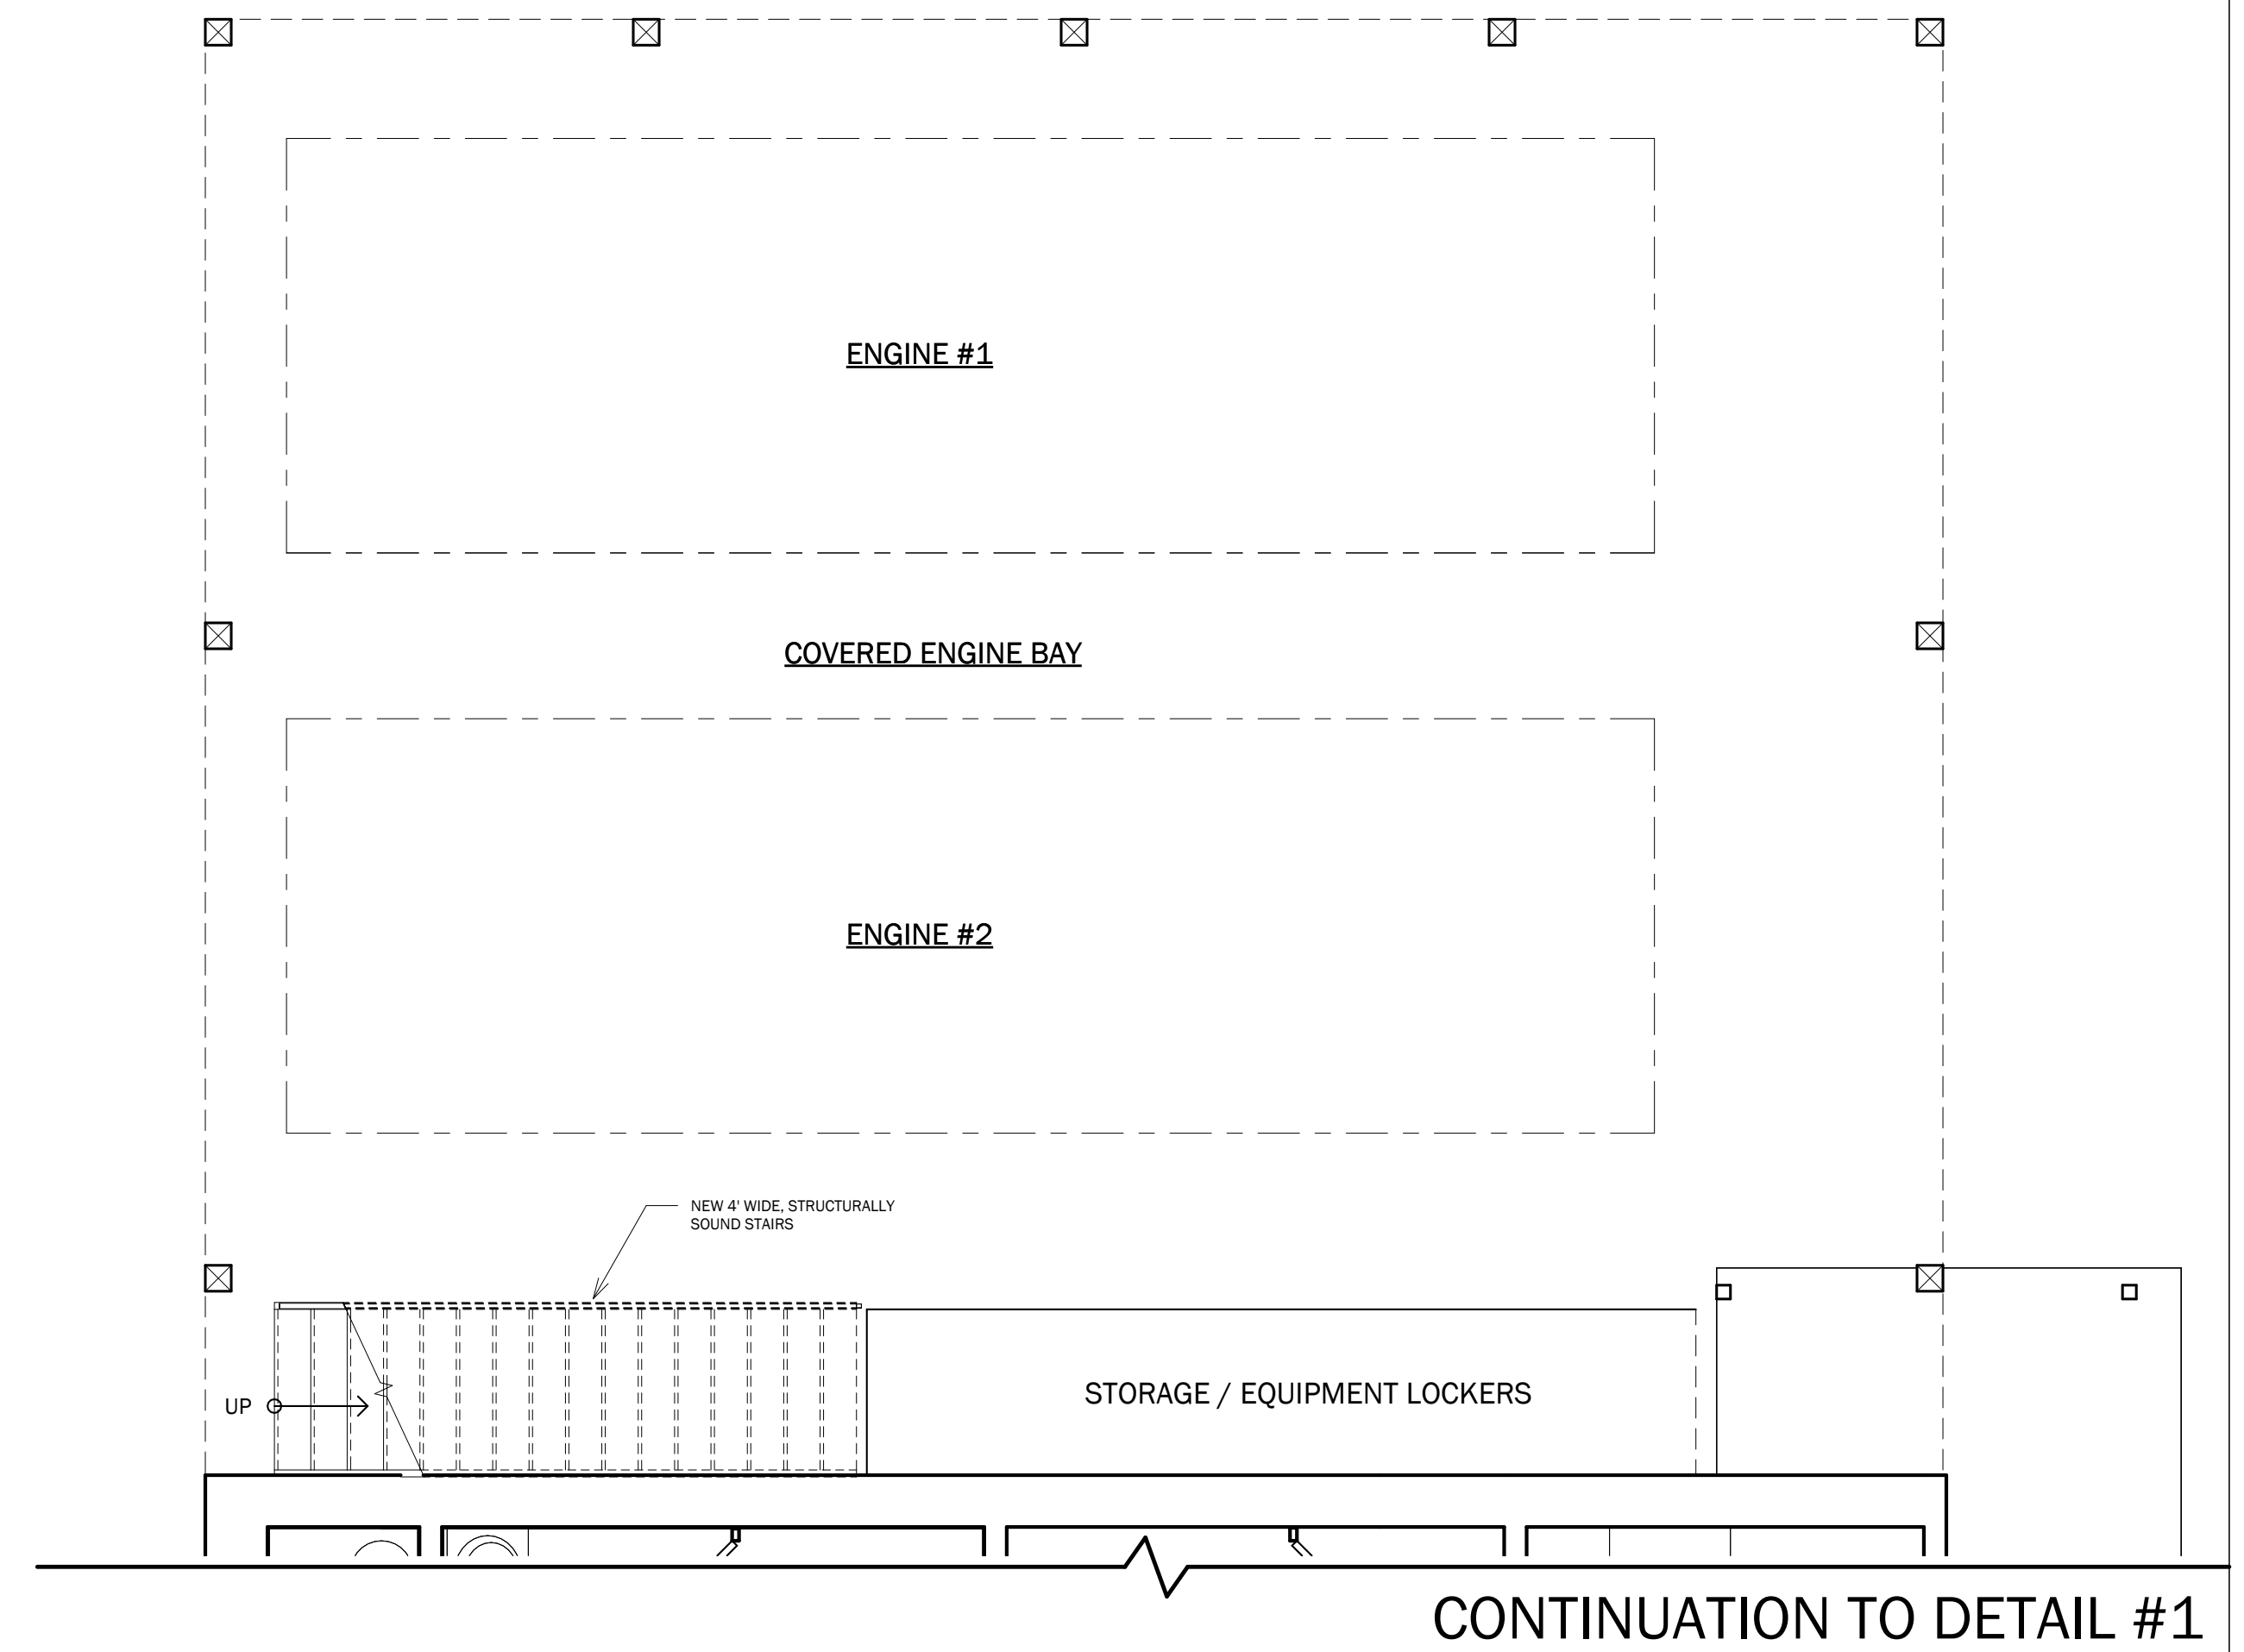 ENGINE #1
COVERED ENGINE BAY
ENGINE #2
NEW 4' WIDE, STRUCTURALLY
SOUND STAIRS
STORAGE / EQUIPMENT LOCKERS
UP
CONTINUATION TO DETAIL #1